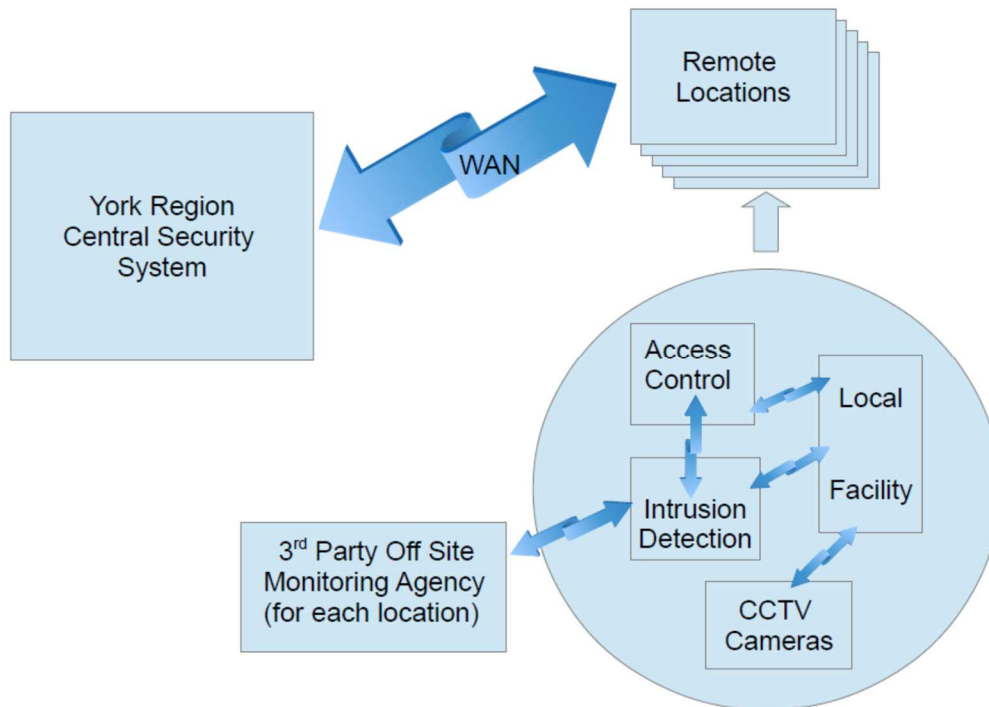 Remote
Locations
WAN
York Region
Central Security
System
Access
Control
Local
Facility
Intrusion
Detection
3rd Party Off Site
Monitoring Agency
(for each location)
CCTV
Cameras